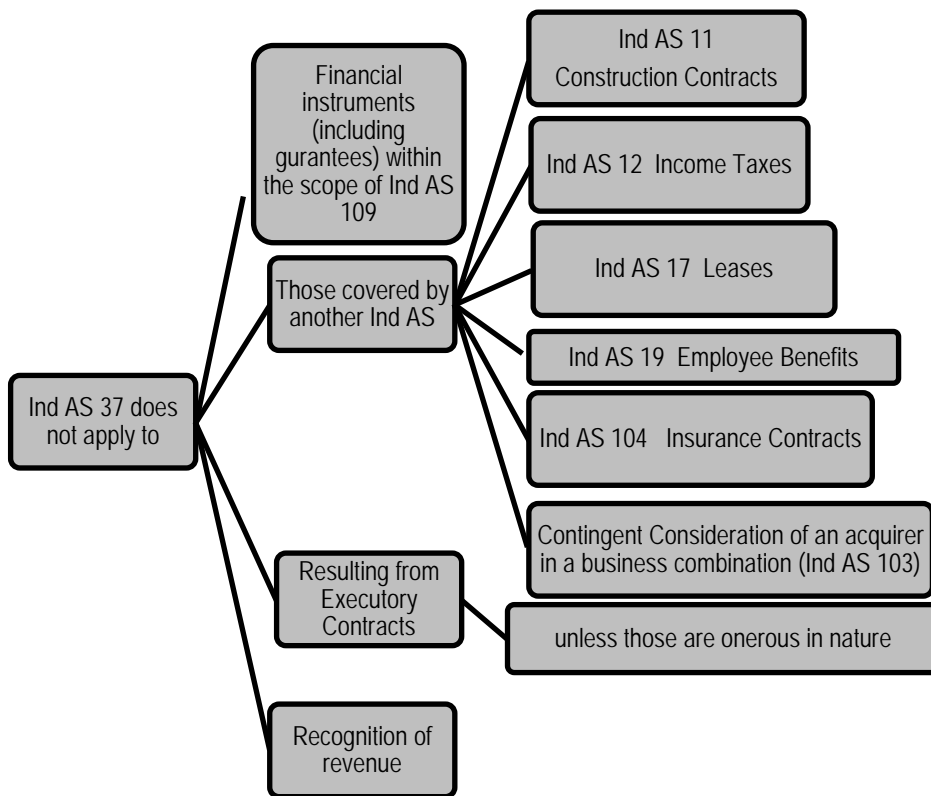 Ind AS 37 does
not apply to
Financial
instruments
(including
gurantees) within
the scope of Ind AS
109
Those covered by
another Ind AS
Ind AS 11
Construction Contracts
Ind AS 12 Income Taxes
Ind AS 17 Leases
Ind AS 19 Employee Benefits
Ind AS 104 Insurance Contracts
Contingent Consideration of an acquirer
in a business combination (Ind AS 103)
Resulting from
Executory
Contracts
unless those are onerous in nature
Recognition of
revenue